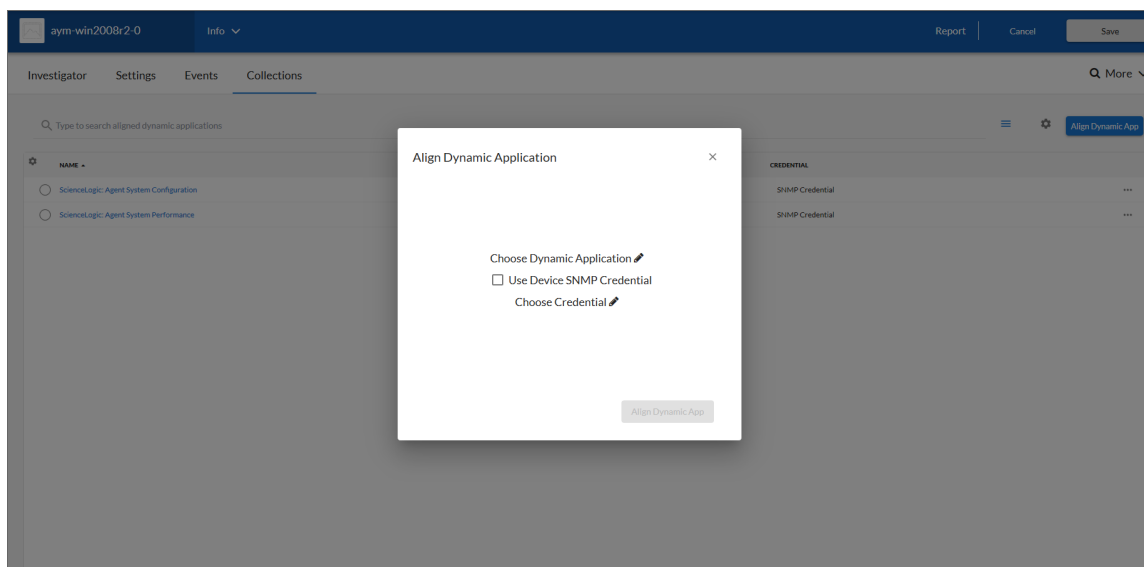 aym-win2008r2-0 Info Report Cancel Save
Investigator Settings Events Collections More
Type to search aligned dynamic applications Align Dynamic App
NAME CREDENTIAL
ScienceLogic: Agent System Configuration SNMP Credential
ScienceLogic: Agent System Performance SNMP Credential
Align Dynamic Application
Choose Dynamic Application
Use Device SNMP Credential
Choose Credential
Align Dynamic App